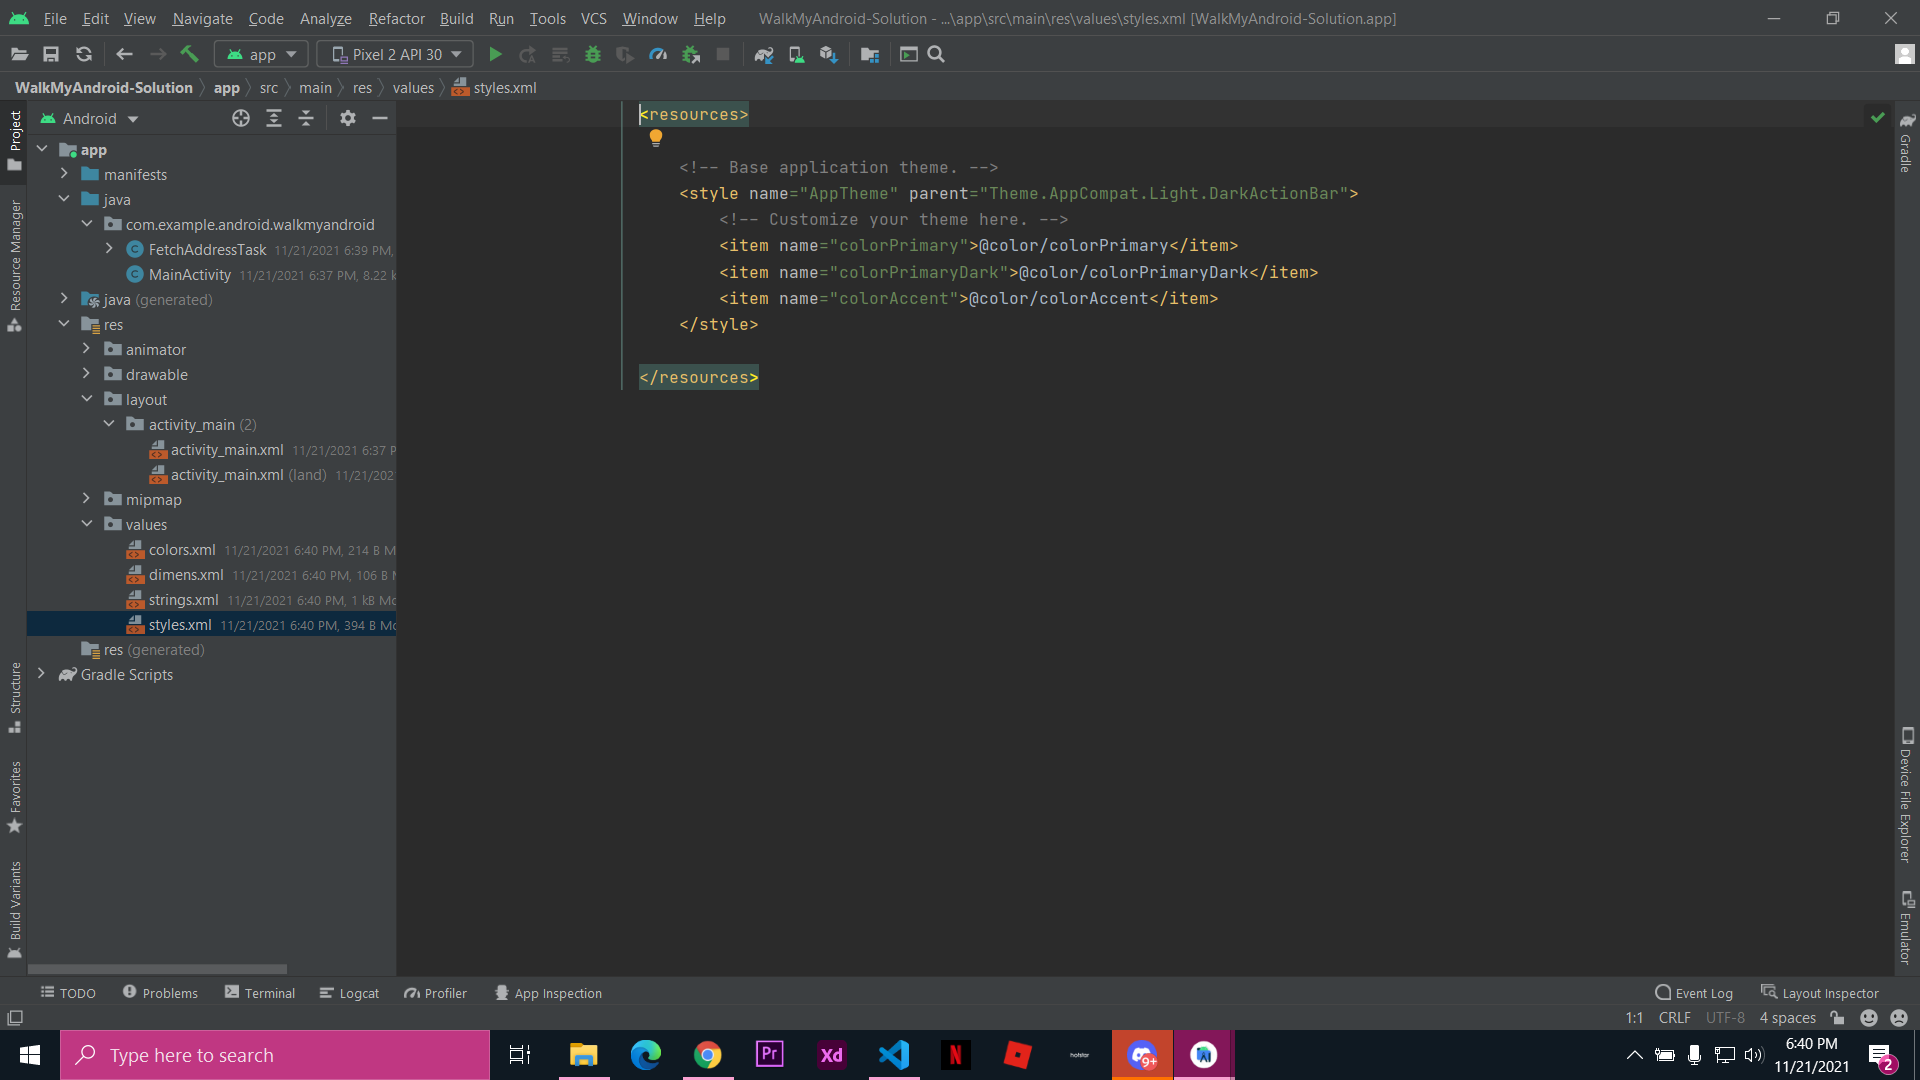 File Edit View Navigate Code Analyze Refactor Build Run Tools VCS Window Help WalkMyAndroid-Solution - ...\app\src\main\res\values\styles.xml [WalkMyAndroid-Solution.app]
app Pixel 2 API 30
WalkMyAndroid-Solution app src main res values styles.xml
Project
Resource Manager
Structure
Favorites
Build Variants
Android
app
manifests
java
com.example.android.walkmyandroid
FetchAddressTask 11/21/2021 6:39 PM,
MainActivity 11/21/2021 6:37 PM, 8.22 k
java (generated)
res
animator
drawable
layout
activity_main (2)
activity_main.xml 11/21/2021 6:37 P
activity_main.xml (land) 11/21/202
mipmap
values
colors.xml 11/21/2021 6:40 PM, 214 B M
dimens.xml 11/21/2021 6:40 PM, 106 B M
strings.xml 11/21/2021 6:40 PM, 1 kB Mo
styles.xml 11/21/2021 6:40 PM, 394 B Mo
res (generated)
Gradle Scripts
<resources>
<!-- Base application theme. -->
<style name="AppTheme" parent="Theme.AppCompat.Light.DarkActionBar">
<!-- Customize your theme here. -->
<item name="colorPrimary">@color/colorPrimary</item>
<item name="colorPrimaryDark">@color/colorPrimaryDark</item>
<item name="colorAccent">@color/colorAccent</item>
</style>
</resources>
Gradle
Device File Explorer
Emulator
TODO Problems Terminal Logcat Profiler App Inspection Event Log Layout Inspector
1:1 CRLF UTF-8 4 spaces
Type here to search
Pr
Xd
N
hotstar
9+
6:40 PM
11/21/2021
2